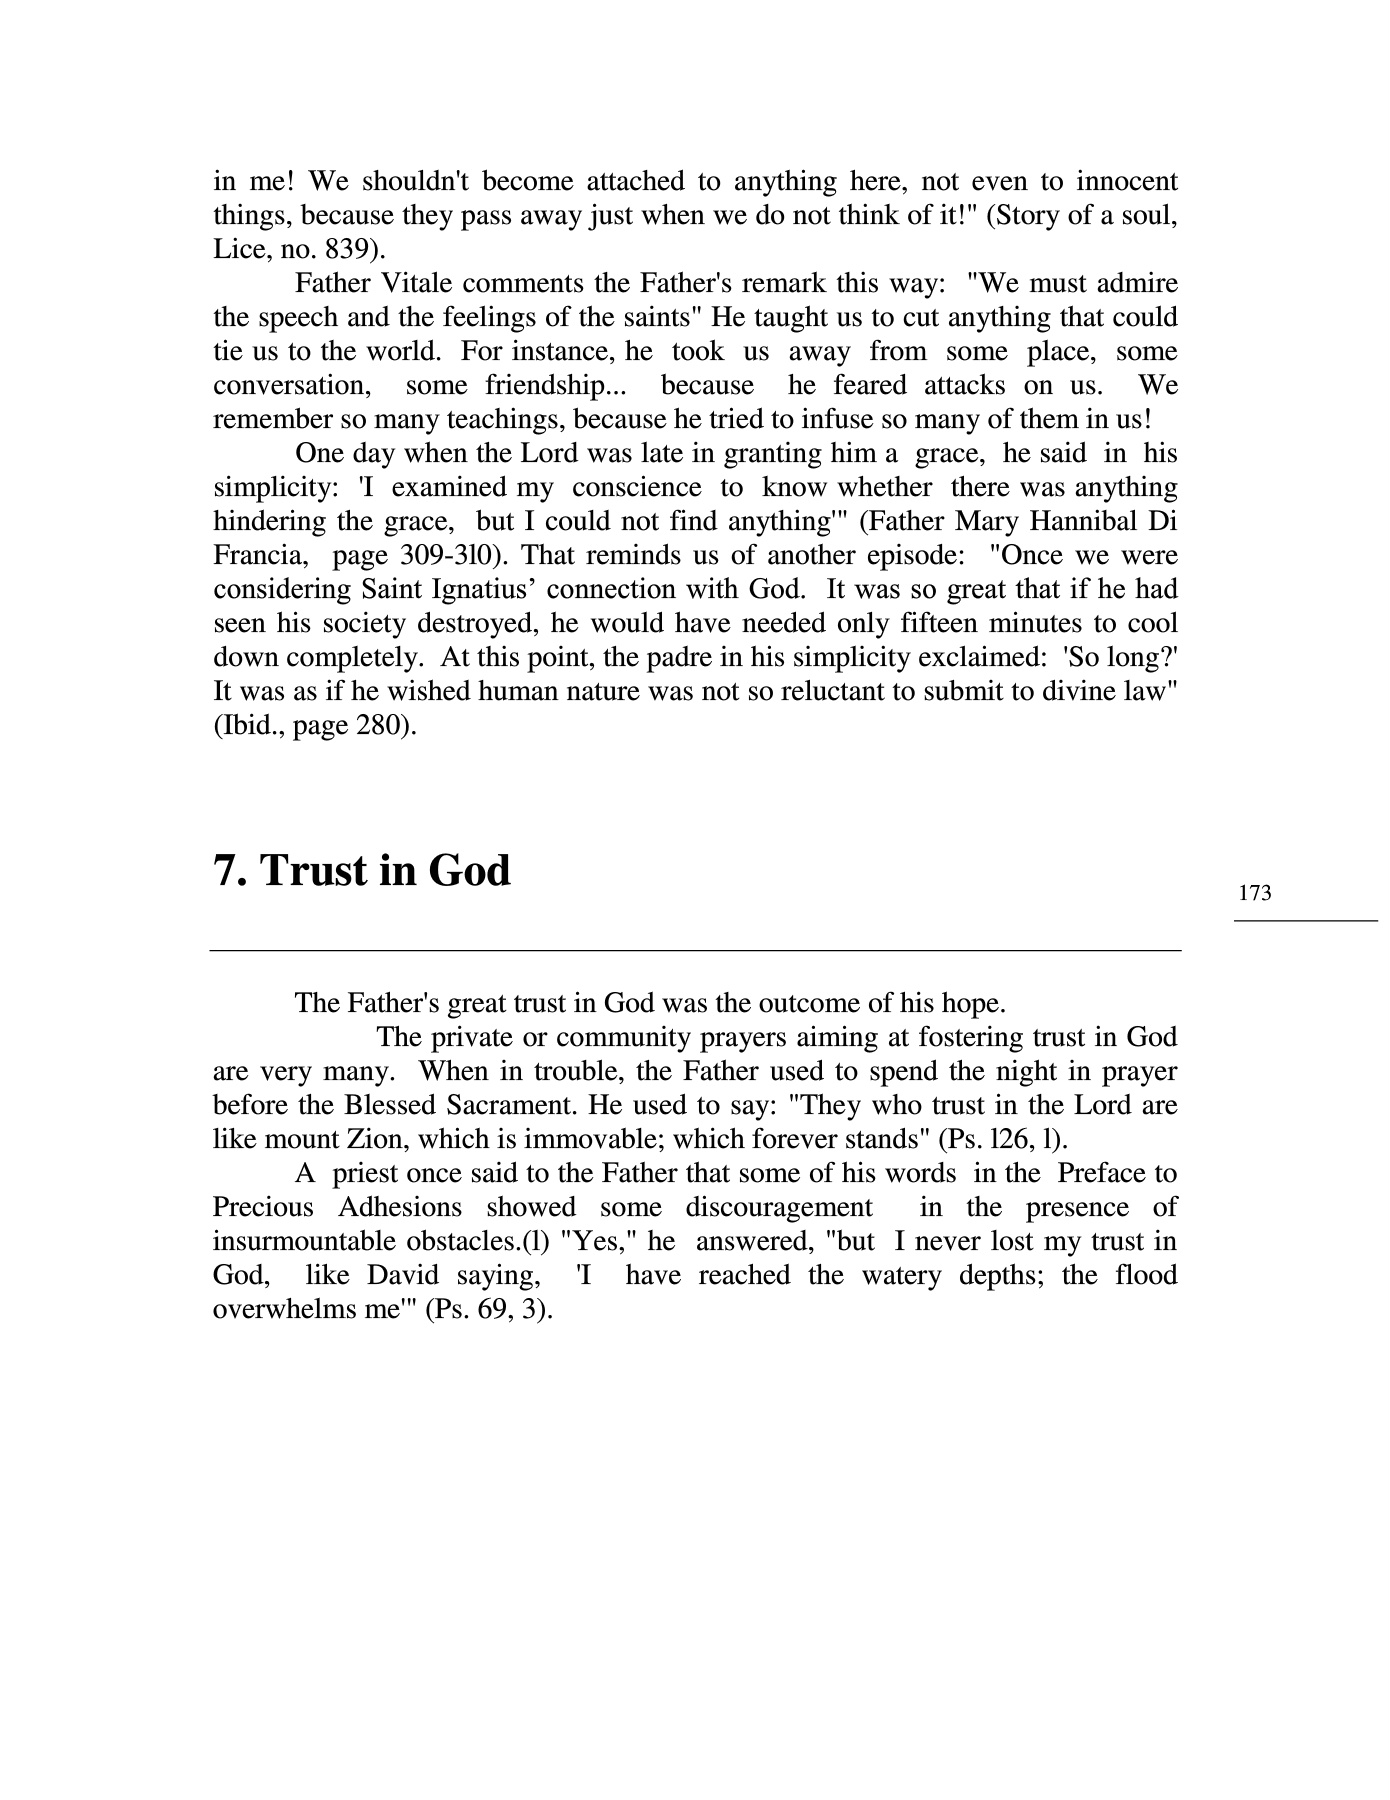 in me! We shouldn't become attached to anything here, not even to innocent
things, because they pass away just when we do not think of it!" (Story of a soul,
Lice, no. 839).
Father Vitale comments the Father's remark this way: "We must admire
the speech and the feelings of the saints" He taught us to cut anything that could
tie us to the world. For instance, he took us away from some place, some
conversation, some friendship... because he feared attacks on us. We
remember so many teachings, because he tried to infuse so many of them in us!
One day when the Lord was late in granting him a grace, he said in his
simplicity: 'I examined my conscience to know whether there was anything
hindering the grace, but I could not find anything'" (Father Mary Hannibal Di
Francia, page 309-3l0). That reminds us of another episode: "Once we were
considering Saint Ignatius’ connection with God. It was so great that if he had
seen his society destroyed, he would have needed only fifteen minutes to cool
down completely. At this point, the padre in his simplicity exclaimed: 'So long?'
It was as if he wished human nature was not so reluctant to submit to divine law"
(Ibid., page 280).
7. Trust in God
173
The Father's great trust in God was the outcome of his hope.
The private or community prayers aiming at fostering trust in God
are very many. When in trouble, the Father used to spend the night in prayer
before the Blessed Sacrament. He used to say: "They who trust in the Lord are
like mount Zion, which is immovable; which forever stands" (Ps. l26, l).
A priest once said to the Father that some of his words in the Preface to
Precious Adhesions showed some discouragement in the presence of
insurmountable obstacles.(l) "Yes," he answered, "but I never lost my trust in
God, like David saying, 'I have reached the watery depths; the flood
overwhelms me'" (Ps. 69, 3).